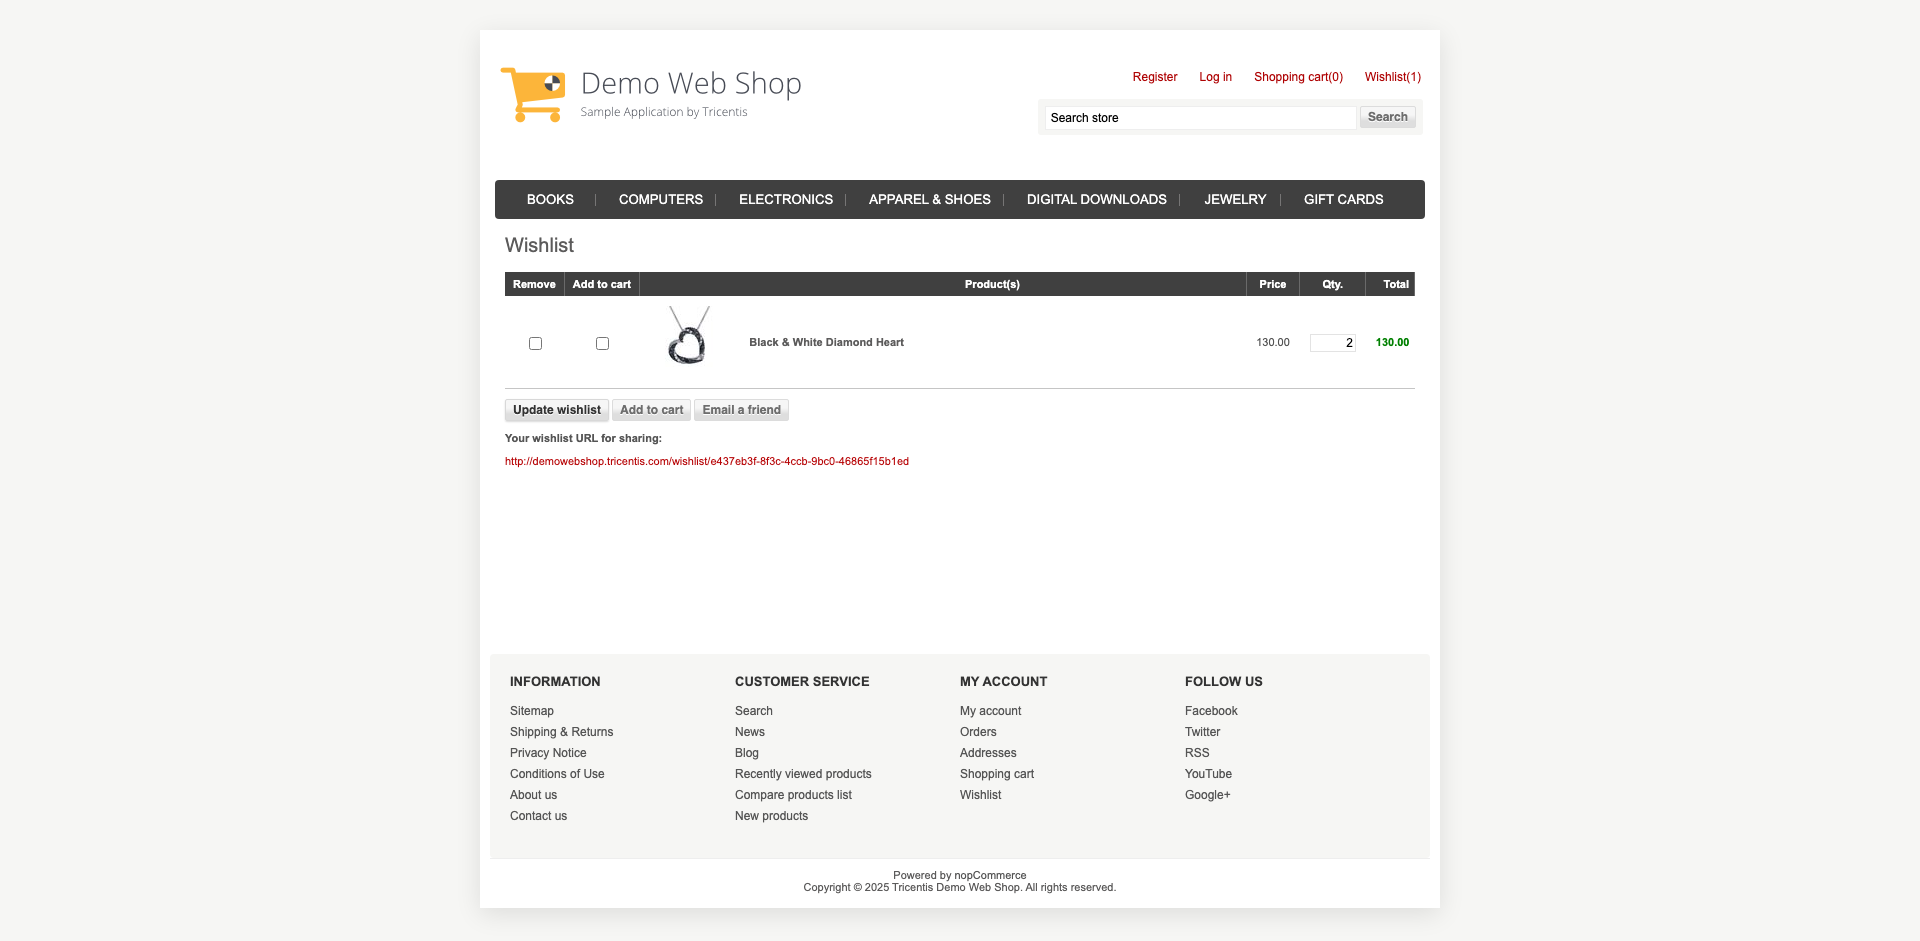 Demo Web Shop
Sample Application by Tricentis
Register Log in Shopping cart(0) Wishlist(1)
Search store Search
BOOKS COMPUTERS ELECTRONICS APPAREL & SHOES DIGITAL DOWNLOADS JEWELRY GIFT CARDS
Wishlist
Remove Add to cart Product(s) Price Qty. Total
Black & White Diamond Heart 130.00 2 130.00
Update wishlist Add to cart Email a friend
Your wishlist URL for sharing:
http://demowebshop.tricentis.com/wishlist/e437eb3f-8f3c-4ccb-9bc0-46865f15b1ed
INFORMATION
Sitemap
Shipping & Returns
Privacy Notice
Conditions of Use
About us
Contact us
CUSTOMER SERVICE
Search
News
Blog
Recently viewed products
Compare products list
New products
MY ACCOUNT
My account
Orders
Addresses
Shopping cart
Wishlist
FOLLOW US
Facebook
Twitter
RSS
YouTube
Google+
Powered by nopCommerce
Copyright © 2025 Tricentis Demo Web Shop. All rights reserved.